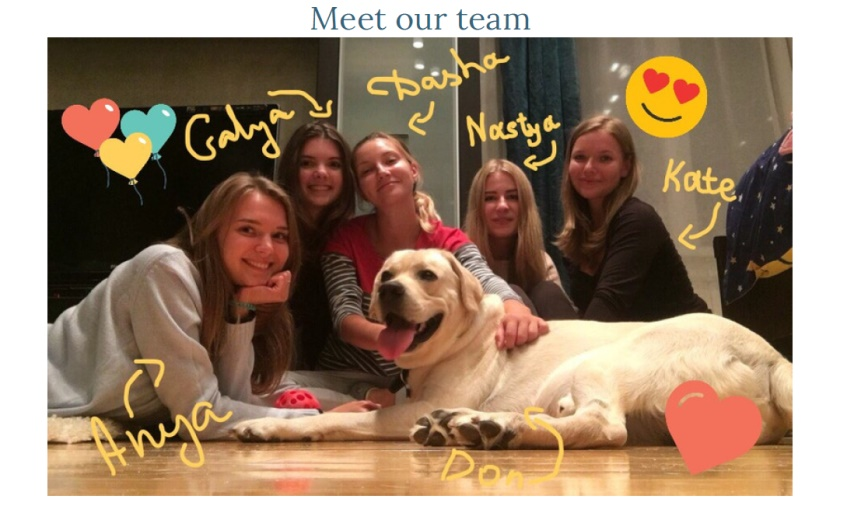 Meet our team
Dasha
Galya
Nastya
Kate
Anya
Don